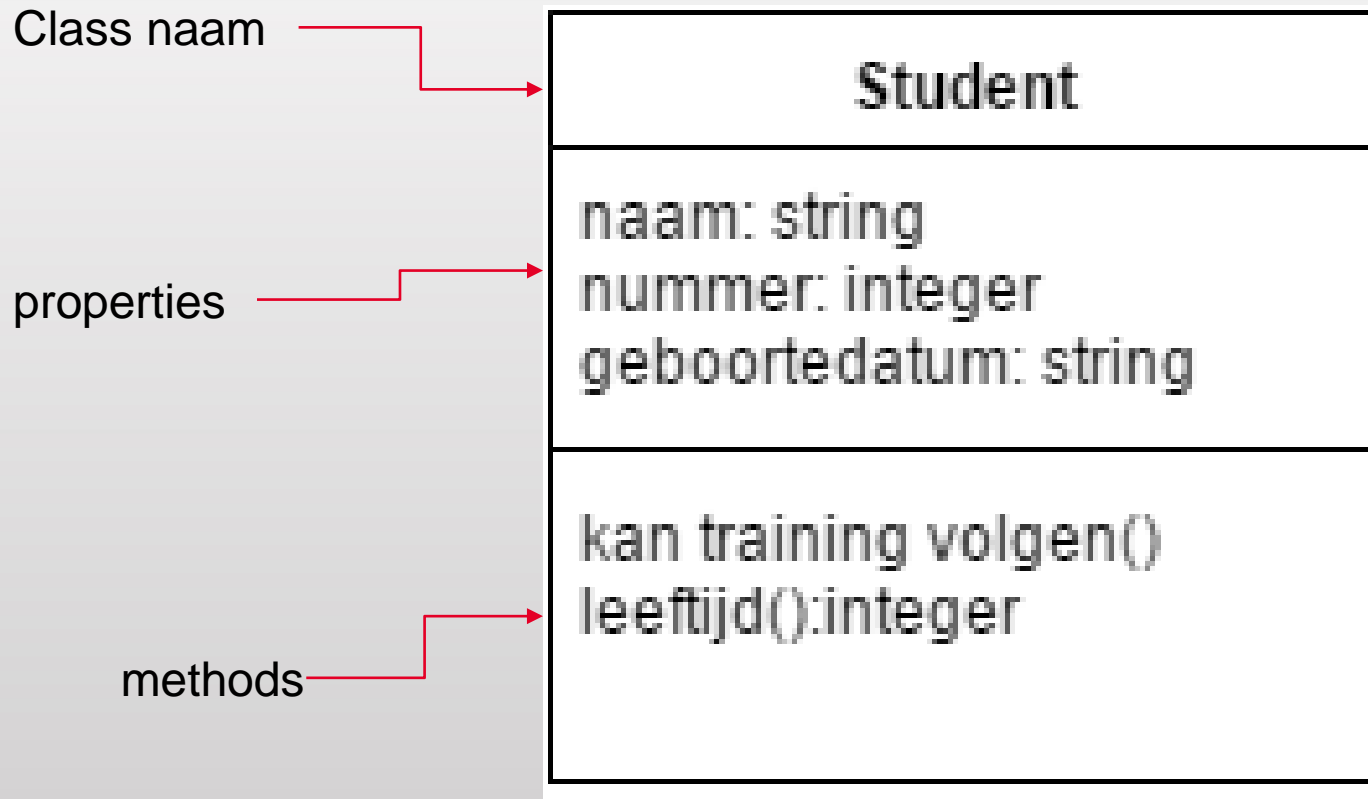 Class naam
Student
properties
naam: string
nummer: integer
geboortedatum: string
methods
kan training volgen()
leeftijd():integer